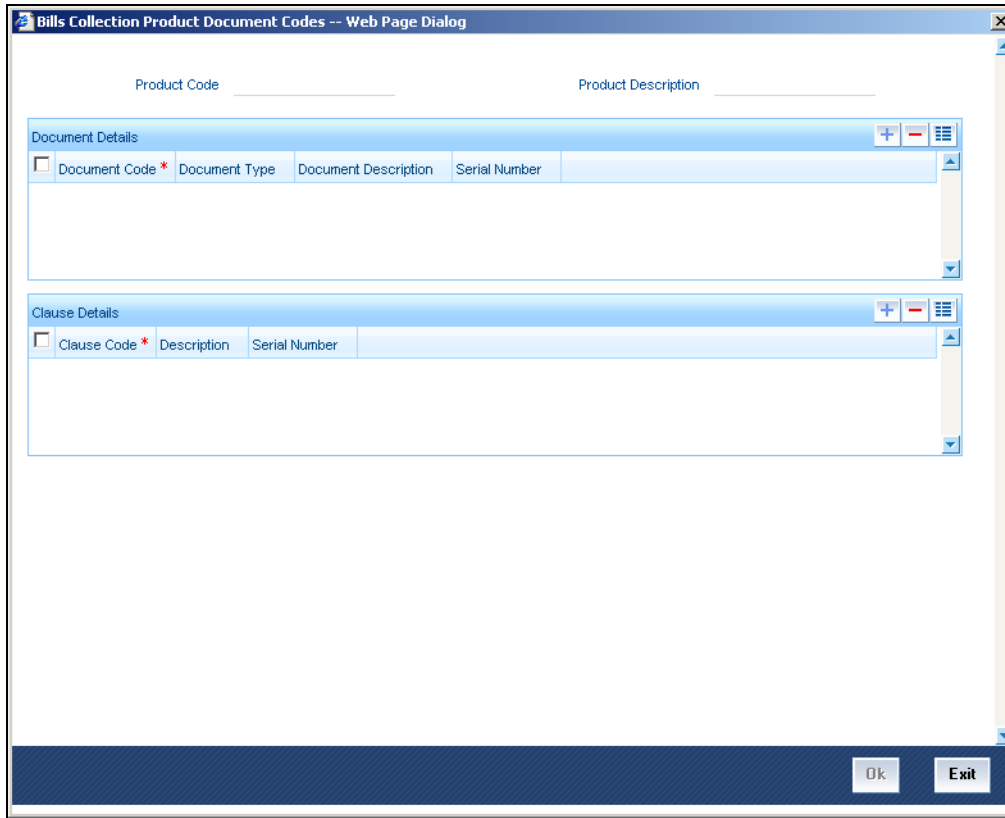 Bills Collection Product Document Codes -- Web Page Dialog
Product Code Product Description
Document Details
Document Code * Document Type Document Description Serial Number
Clause Details
Clause Code * Description Serial Number
Ok Exit